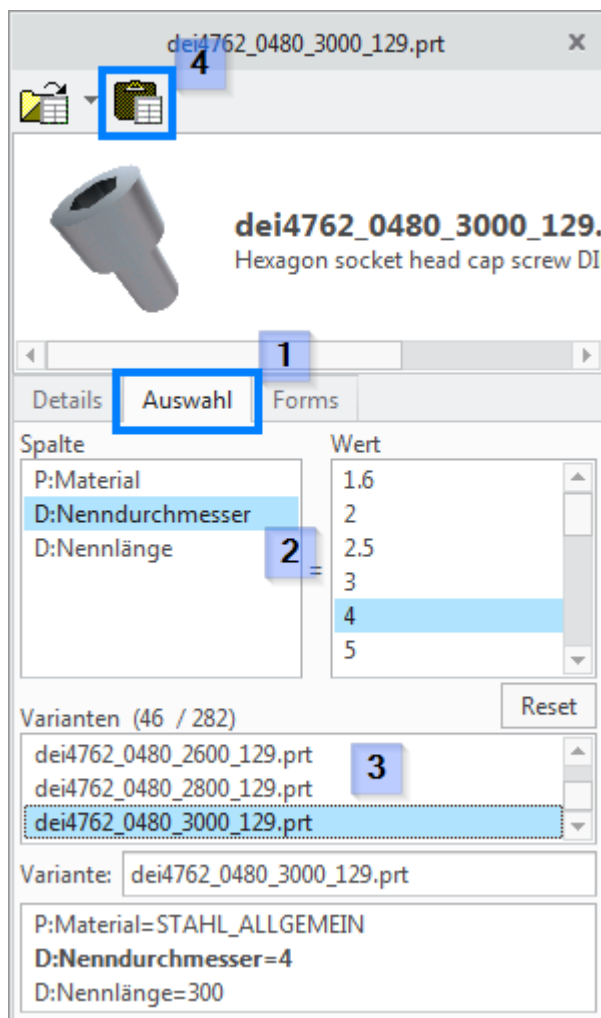 dei4762_0480_3000_129.prt
4
dei4762_0480_3000_129.
Hexagon socket head cap screw DI
1
Details Auswahl Forms
Spalte Wert
P:Material 1.6
D:Nenndurchmesser 2
D:Nennlänge 2 = 2.5
3
4
5
Varianten (46 / 282) Reset
dei4762_0480_2600_129.prt
3
dei4762_0480_2800_129.prt
dei4762_0480_3000_129.prt
Variante: dei4762_0480_3000_129.prt
P:Material=STAHL_ALLGEMEIN
D:Nenndurchmesser=4
D:Nennlänge=300